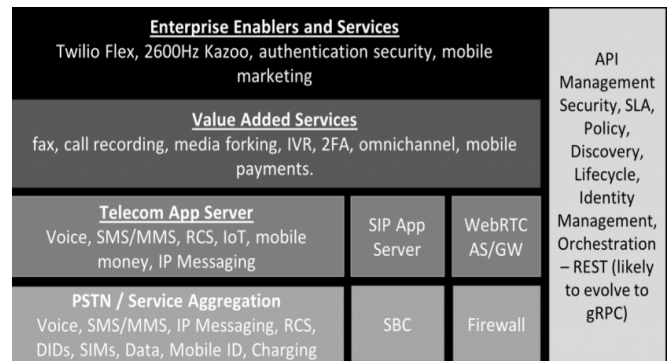 Enterprise Enablers and Services
Twilio Flex, 2600Hz Kazoo, authentication security, mobile
marketing
Value Added Services
fax, call recording, media forking, IVR, 2FA, omnichannel, mobile
payments.
Telecom App Server
Voice, SMS/MMS, RCS, IoT, mobile
money, IP Messaging
SIP App
Server
WebRTC
AS/GW
PSTN / Service Aggregation
Voice, SMS/MMS, IP Messaging, RCS,
DIDs, SIMs, Data, Mobile ID, Charging
SBC
Firewall
API
Management
Security, SLA,
Policy,
Discovery,
Lifecycle,
Identity
Management,
Orchestration
– REST (likely
to evolve to
gRPC)